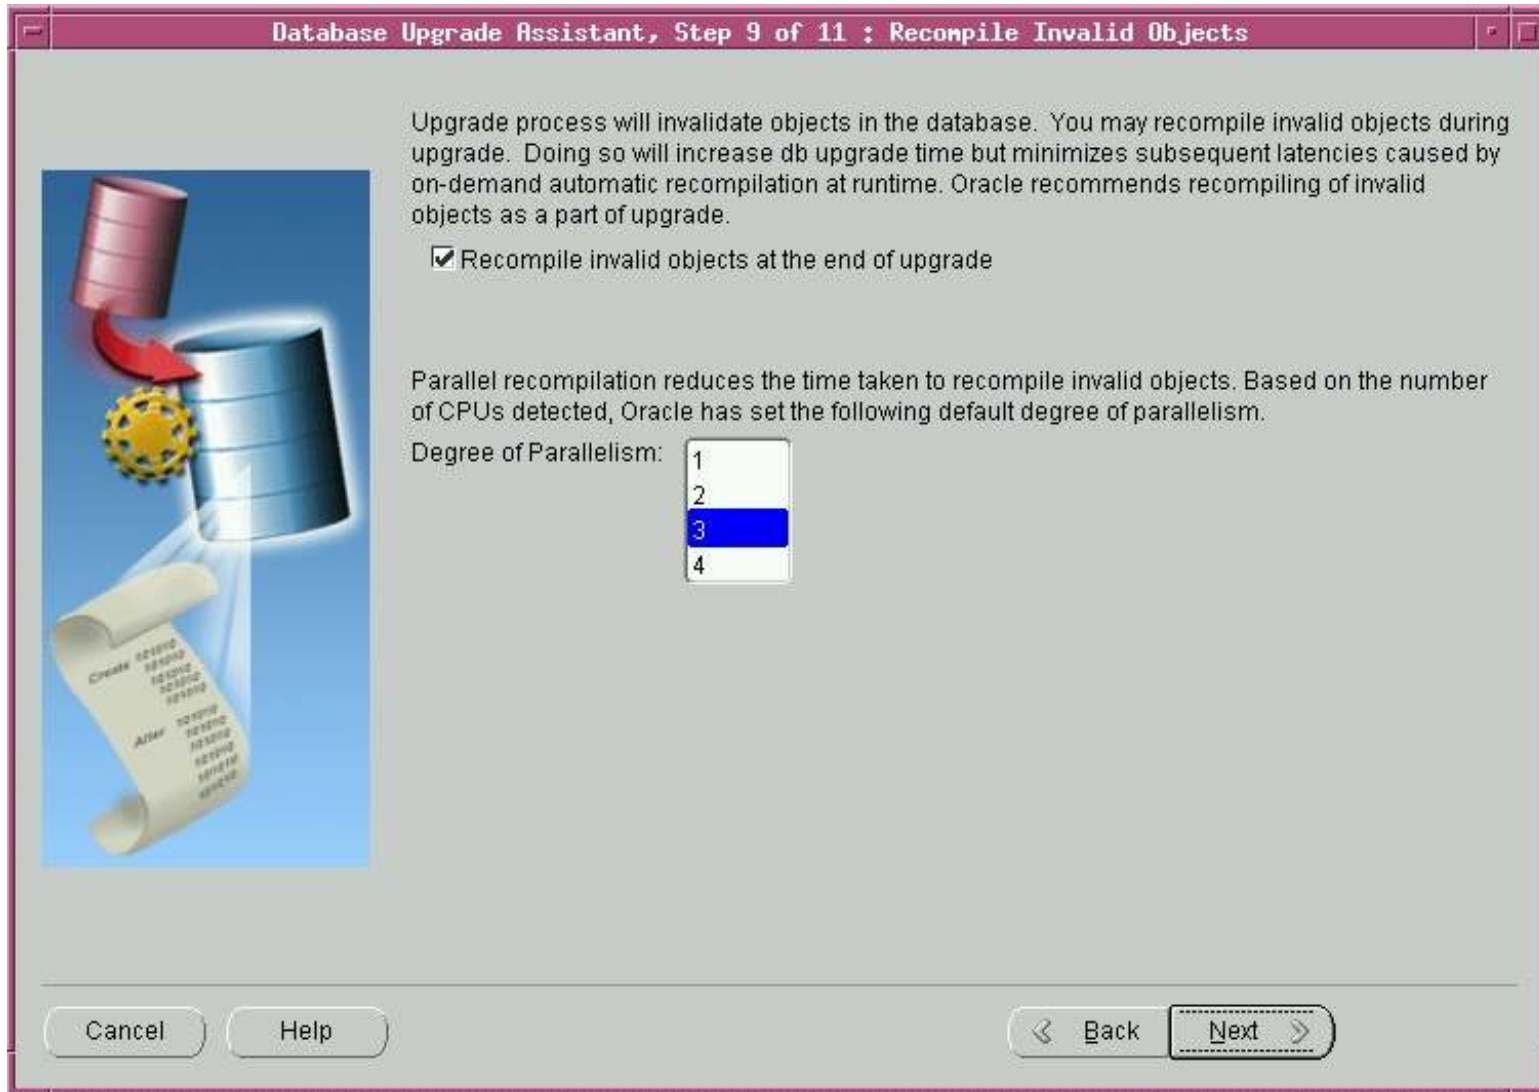 Database Upgrade Assistant, Step 9 of 11 : Recompile Invalid Objects
Upgrade process will invalidate objects in the database. You may recompile invalid objects during
upgrade. Doing so will increase db upgrade time but minimizes subsequent latencies caused by
on-demand automatic recompilation at runtime. Oracle recommends recompiling of invalid
objects as a part of upgrade.
Recompile invalid objects at the end of upgrade
Parallel recompilation reduces the time taken to recompile invalid objects. Based on the number
of CPUs detected, Oracle has set the following default degree of parallelism.
Degree of Parallelism:
1
2
3
4
Create
Alter
Cancel Help Back Next